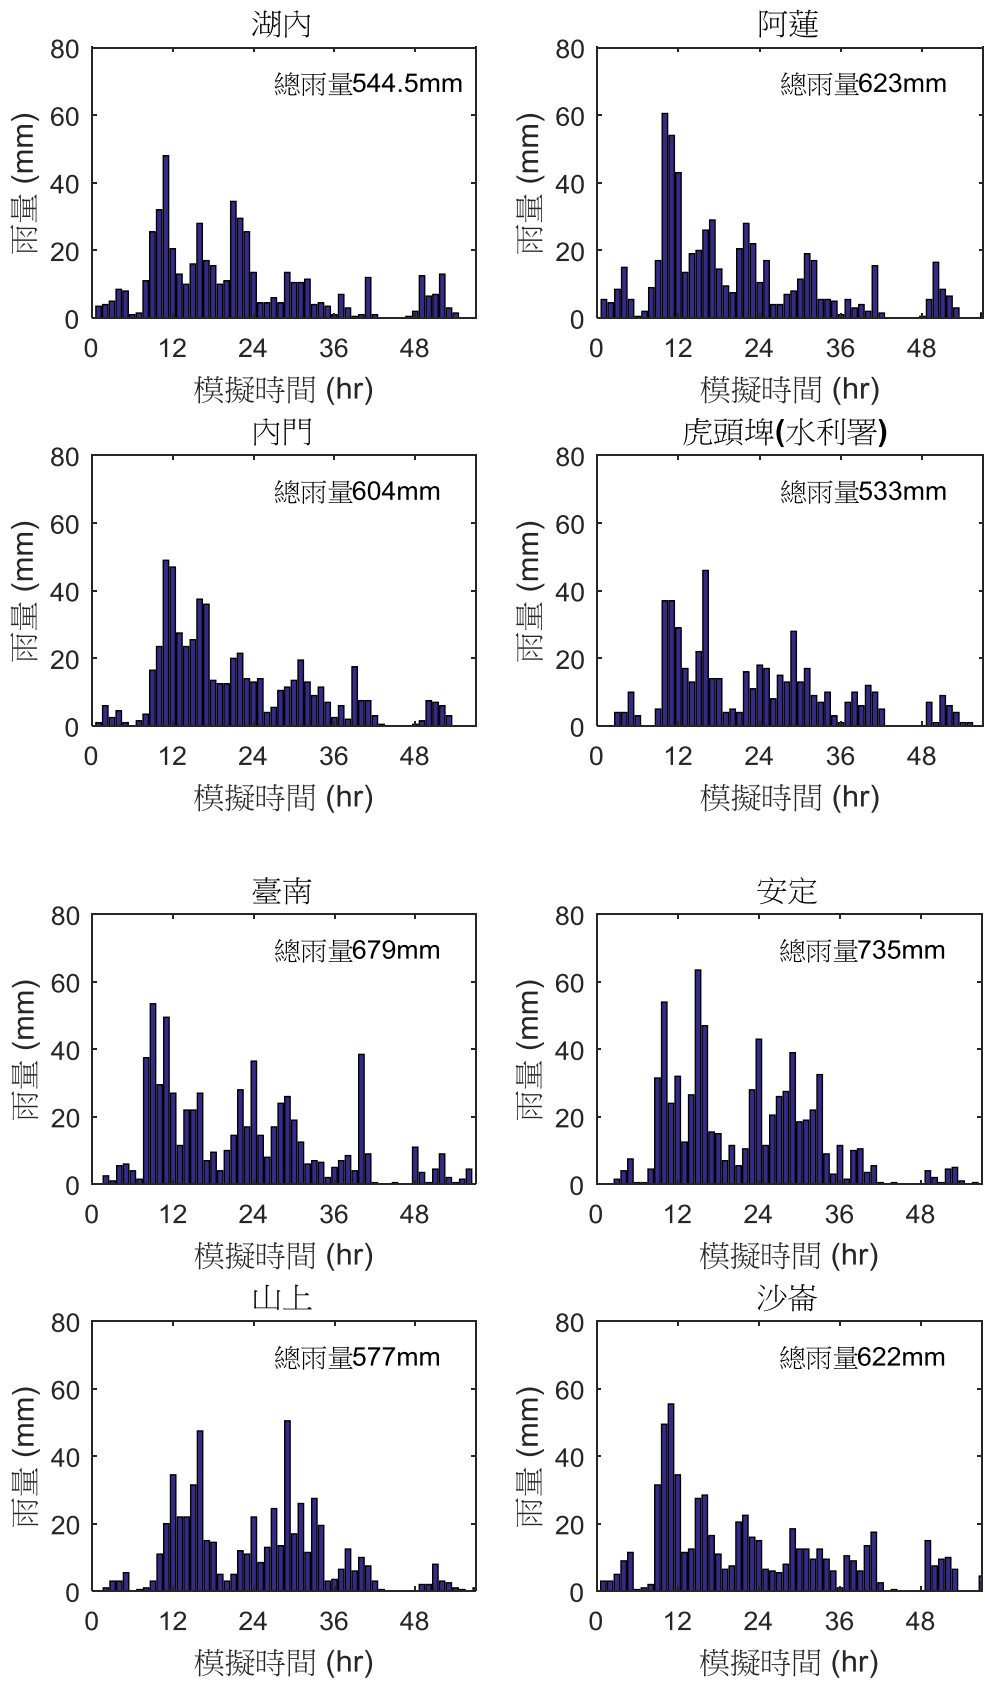 湖內
總雨量544.5mm
雨量 (mm)
80
60
40
20
0
0 12 24 36 48
模擬時間 (hr)
阿蓮
總雨量623mm
雨量 (mm)
80
60
40
20
0
0 12 24 36 48
模擬時間 (hr)
內門
總雨量604mm
雨量 (mm)
80
60
40
20
0
0 12 24 36 48
模擬時間 (hr)
虎頭埤(水利署)
總雨量533mm
雨量 (mm)
80
60
40
20
0
0 12 24 36 48
模擬時間 (hr)
臺南
總雨量679mm
雨量 (mm)
80
60
40
20
0
0 12 24 36 48
模擬時間 (hr)
安定
總雨量735mm
雨量 (mm)
80
60
40
20
0
0 12 24 36 48
模擬時間 (hr)
山上
總雨量577mm
雨量 (mm)
80
60
40
20
0
0 12 24 36 48
模擬時間 (hr)
沙崙
總雨量622mm
雨量 (mm)
80
60
40
20
0
0 12 24 36 48
模擬時間 (hr)